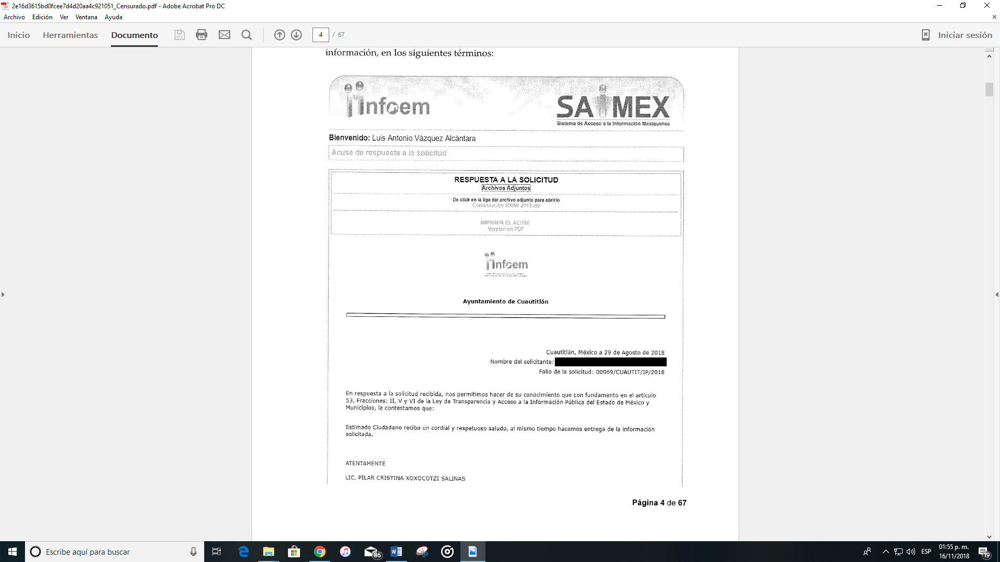 2e16d3615bd0fcee7d4d20aa4c921051_Censurado.pdf - Adobe Acrobat Pro DC
Archivo Edición Ver Ventana Ayuda
Inicio Herramientas Documento 4 / 67 Iniciar sesión
información, en los siguientes términos:
infoem SAIMEX
Sistema de Acceso a la Información Mexiquense
Bienvenido: Luis Antonio Vázquez Alcántara
Acuse de respuesta a la solicitud
RESPUESTA A LA SOLICITUD
Archivos Adjuntos
De click en la liga del archivo adjunto para abrirlo
Contestación 00069-2018.zip
IMPRIMIR EL ACUSE
Versión en PDF
infoem
Ayuntamiento de Cuautitlán
Cuautitlán, México a 29 de Agosto de 2018
Nombre del solicitante:
Folio de la solicitud: 00069/CUAUTIT/IP/2018
En respuesta a la solicitud recibida, nos permitimos hacer de su conocimiento que con fundamento en el artículo
53, Fracciones: II, V y VI de la Ley de Transparencia y Acceso a la Información Pública del Estado de México y
Municipios, le contestamos que:
Estimado Ciudadano reciba un cordial y respetuoso saludo, al mismo tiempo hacemos entrega de la información
solicitada.
ATENTAMENTE
LIC. PILAR CRISTINA XOXOCOTZI SALINAS
Página 4 de 67
Escribe aquí para buscar
86
ESP
01:55 p. m.
16/11/2018
19